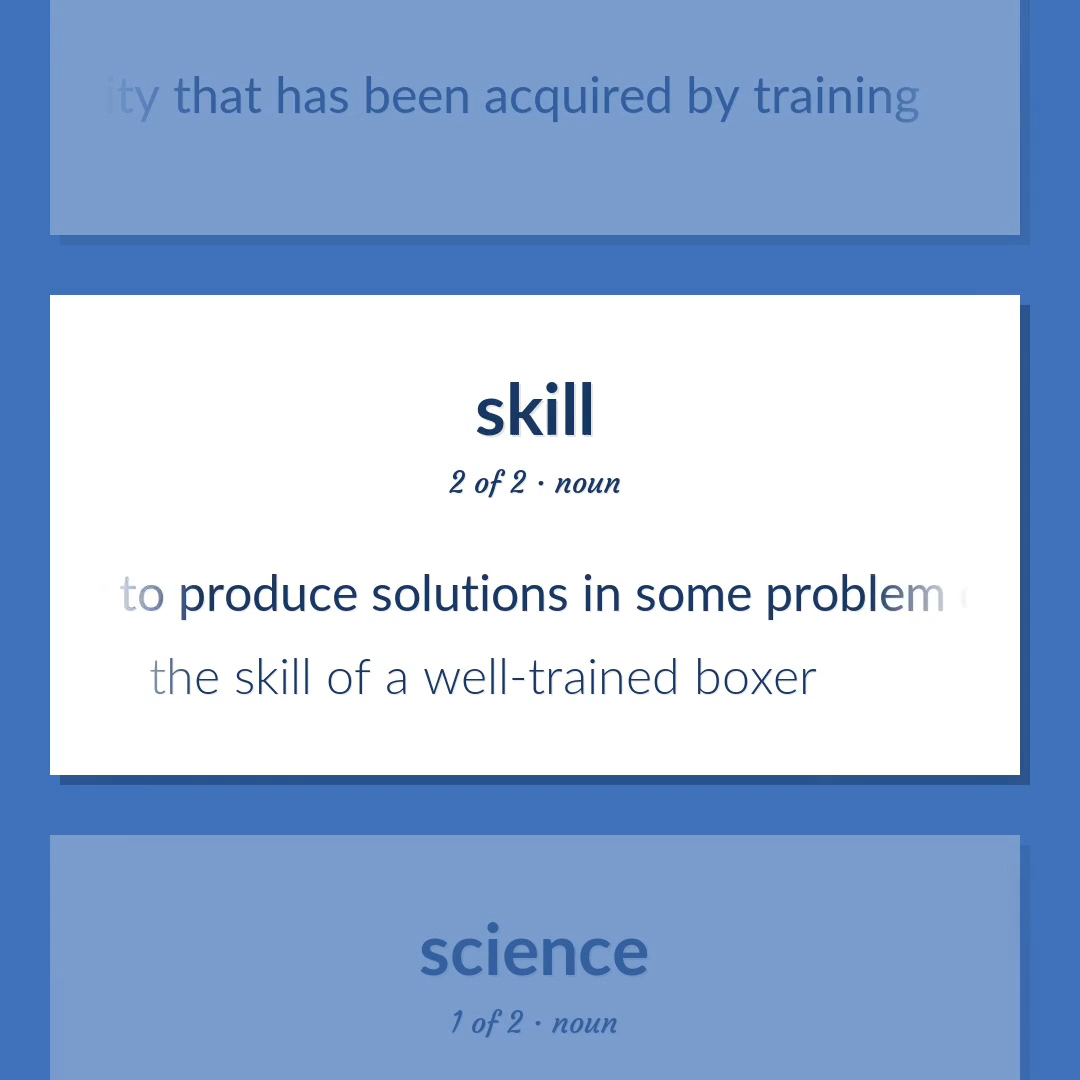 ity that has been acquired by training
skill
2 of 2 · noun
to produce solutions in some problem
the skill of a well-trained boxer
science
1 of 2 · noun